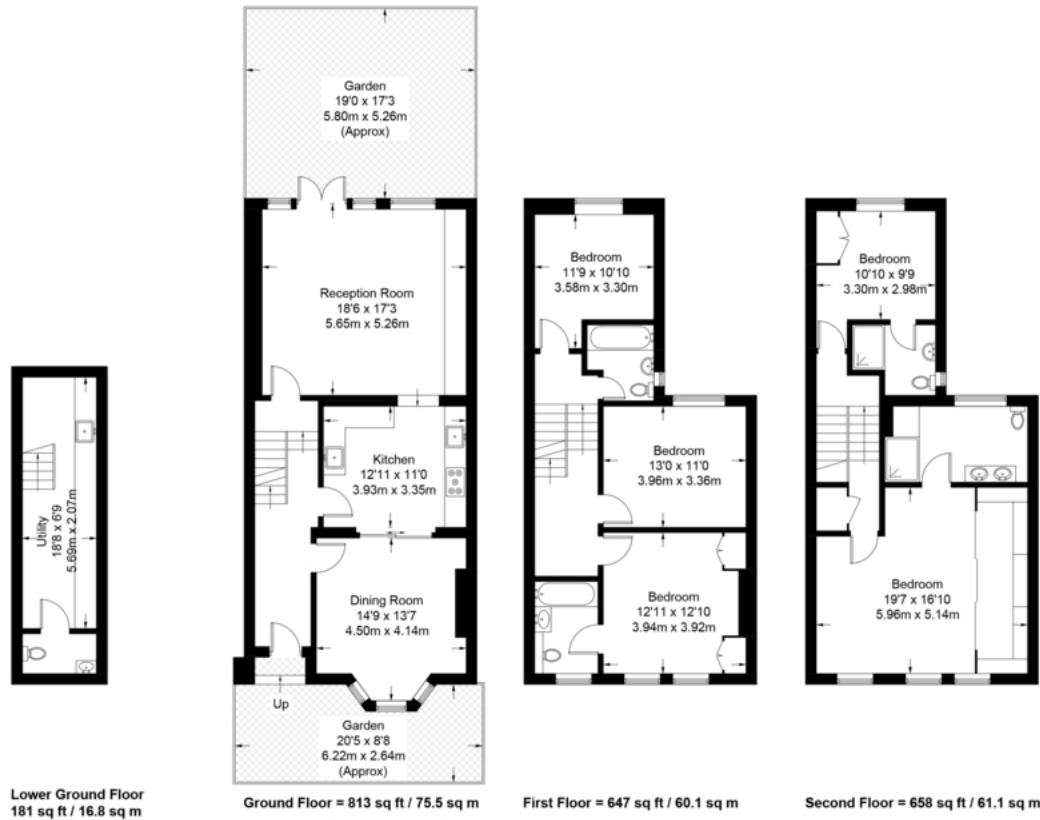 Garden
19'0 x 17'3
5.80m x 5.26m
(Approx)
Reception Room
18'6 x 17'3
5.65m x 5.26m
Kitchen
12'11 x 11'0
3.93m x 3.35m
Dining Room
14'9 x 13'7
4.50m x 4.14m
Up
Garden
20'5 x 8'8
6.22m x 2.64m
(Approx)
Utility
18'8 x 6'9
5.69m x 2.07m
Bedroom
11'9 x 10'10
3.58m x 3.30m
Bedroom
13'0 x 11'0
3.96m x 3.36m
Bedroom
12'11 x 12'10
3.94m x 3.92m
Bedroom
10'10 x 9'9
3.30m x 2.98m
Bedroom
19'7 x 16'10
5.96m x 5.14m
Lower Ground Floor
181 sq ft / 16.8 sq m
Ground Floor = 813 sq ft / 75.5 sq m
First Floor = 647 sq ft / 60.1 sq m
Second Floor = 658 sq ft / 61.1 sq m